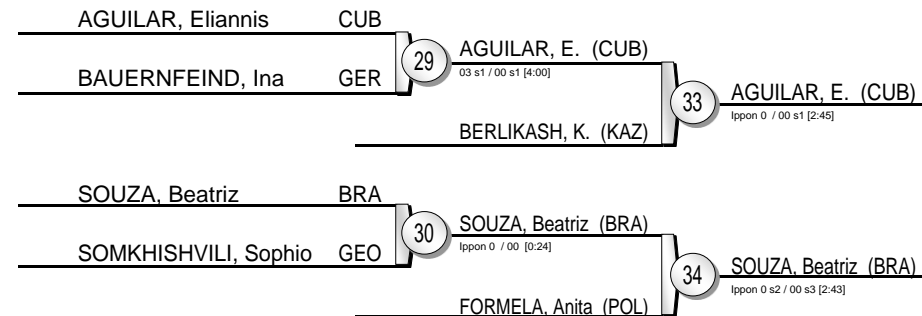 AGUILAR, Eliannis CUB
BAUERNFEIND, Ina GER
29
AGUILAR, E. (CUB)
03 s1 / 00 s1 [4:00]
BERLIKASH, K. (KAZ)
33
AGUILAR, E. (CUB)
Ippon 0 / 00 s1 [2:45]
SOUZA, Beatriz BRA
SOMKHISHVILI, Sophio GEO
30
SOUZA, Beatriz (BRA)
Ippon 0 / 00 [0:24]
FORMELA, Anita (POL)
34
SOUZA, Beatriz (BRA)
Ippon 0 s2 / 00 s3 [2:43]